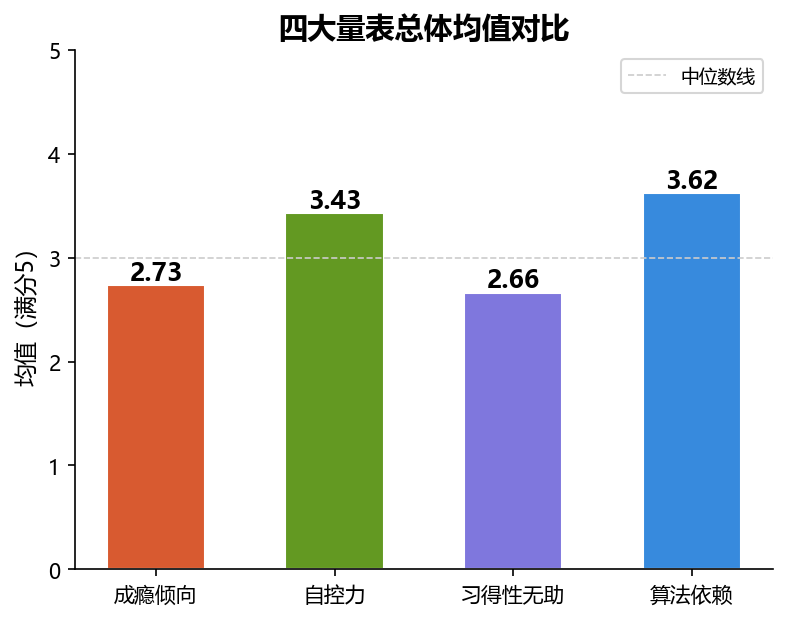 四大量表总体均值对比
中位数线
均值（满分5）
5
4
3
2
1
0
2.73
3.43
2.66
3.62
成瘾倾向
自控力
习得性无助
算法依赖